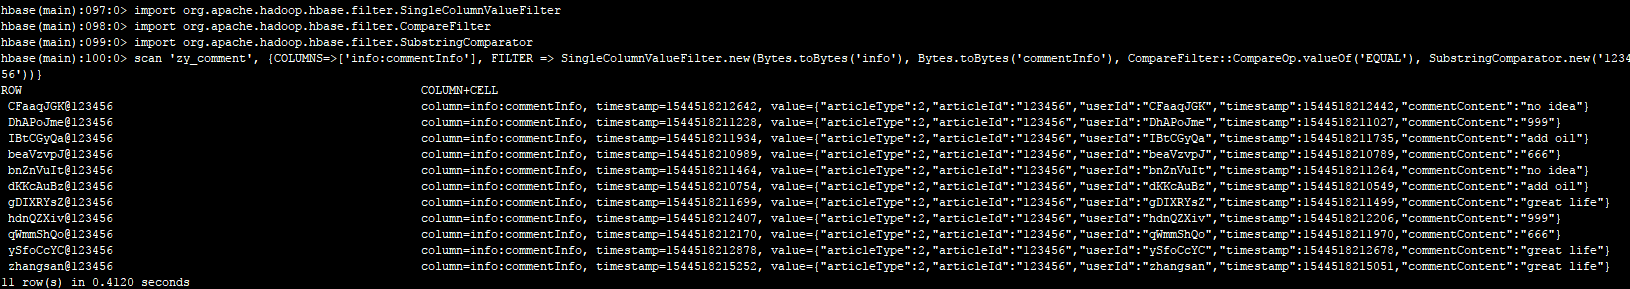 hbase(main):097:0> import org.apache.hadoop.hbase.filter.SingleColumnValueFilter
hbase(main):098:0> import org.apache.hadoop.hbase.filter.CompareFilter
hbase(main):099:0> import org.apache.hadoop.hbase.filter.SubstringComparator
hbase(main):100:0> scan 'zy_comment', {COLUMNS=>['info:commentInfo'], FILTER => SingleColumnValueFilter.new(Bytes.toBytes('info'), Bytes.toBytes('commentInfo'), CompareFilter::CompareOp.valueOf('EQUAL'), SubstringComparator.new('1234
56'))}
ROW COLUMN+CELL
CFaaqJGK@123456 column=info:commentInfo, timestamp=1544518212642, value={"articleType":2,"articleId":"123456","userId":"CFaaqJGK","timestamp":1544518212442,"commentContent":"no idea"}
DhAPoJme@123456 column=info:commentInfo, timestamp=1544518211228, value={"articleType":2,"articleId":"123456","userId":"DhAPoJme","timestamp":1544518211027,"commentContent":"999"}
IBtCGyQa@123456 column=info:commentInfo, timestamp=1544518211934, value={"articleType":2,"articleId":"123456","userId":"IBtCGyQa","timestamp":1544518211735,"commentContent":"add oil"}
beaVzvpJ@123456 column=info:commentInfo, timestamp=1544518210989, value={"articleType":2,"articleId":"123456","userId":"beaVzvpJ","timestamp":1544518210789,"commentContent":"666"}
bnZnVuIt@123456 column=info:commentInfo, timestamp=1544518211464, value={"articleType":2,"articleId":"123456","userId":"bnZnVuIt","timestamp":1544518211264,"commentContent":"no idea"}
dKKcAuBz@123456 column=info:commentInfo, timestamp=1544518210754, value={"articleType":2,"articleId":"123456","userId":"dKKcAuBz","timestamp":1544518210549,"commentContent":"add oil"}
gDIXRYsZ@123456 column=info:commentInfo, timestamp=1544518211699, value={"articleType":2,"articleId":"123456","userId":"gDIXRYsZ","timestamp":1544518211499,"commentContent":"great life"}
hdnQZXiv@123456 column=info:commentInfo, timestamp=1544518212407, value={"articleType":2,"articleId":"123456","userId":"hdnQZXiv","timestamp":1544518212206,"commentContent":"999"}
qWmmShQo@123456 column=info:commentInfo, timestamp=1544518212170, value={"articleType":2,"articleId":"123456","userId":"qWmmShQo","timestamp":1544518211970,"commentContent":"666"}
ySfoCcYC@123456 column=info:commentInfo, timestamp=1544518212878, value={"articleType":2,"articleId":"123456","userId":"ySfoCcYC","timestamp":1544518212678,"commentContent":"great life"}
zhangsan@123456 column=info:commentInfo, timestamp=1544518215252, value={"articleType":2,"articleId":"123456","userId":"zhangsan","timestamp":1544518215051,"commentContent":"great life"}
11 row(s) in 0.4120 seconds